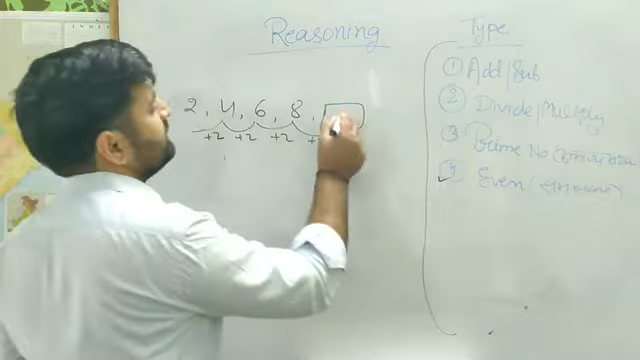 Reasoning
2, 4, 6, 8,
+2 +2 +2
Type
① Add/Sub
② Divide/Multiply
③ Prime No
④ Even/